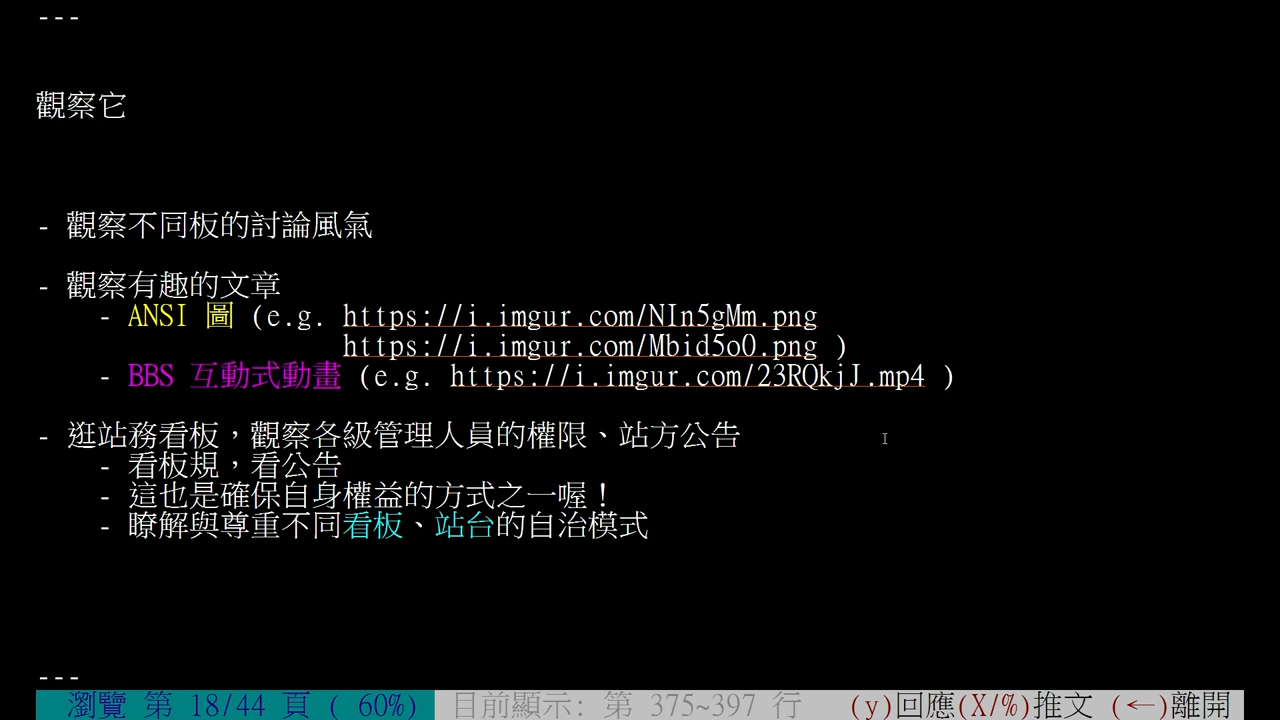 ---
觀察它
- 觀察不同板的討論風氣
- 觀察有趣的文章
- ANSI 圖 (e.g. https://i.imgur.com/NIn5gMm.png
https://i.imgur.com/Mbid5oO.png )
- BBS 互動式動畫 (e.g. https://i.imgur.com/23RQkjJ.mp4 )
- 逛站務看板，觀察各級管理人員的權限、站方公告
- 看板規，看公告
- 這也是確保自身權益的方式之一喔！
- 瞭解與尊重不同看板、站台的自治模式
---
瀏覽 第 18/44 頁 ( 60%) 目前顯示: 第 375~397 行 (y)回應(X/%)推文 (←)離開